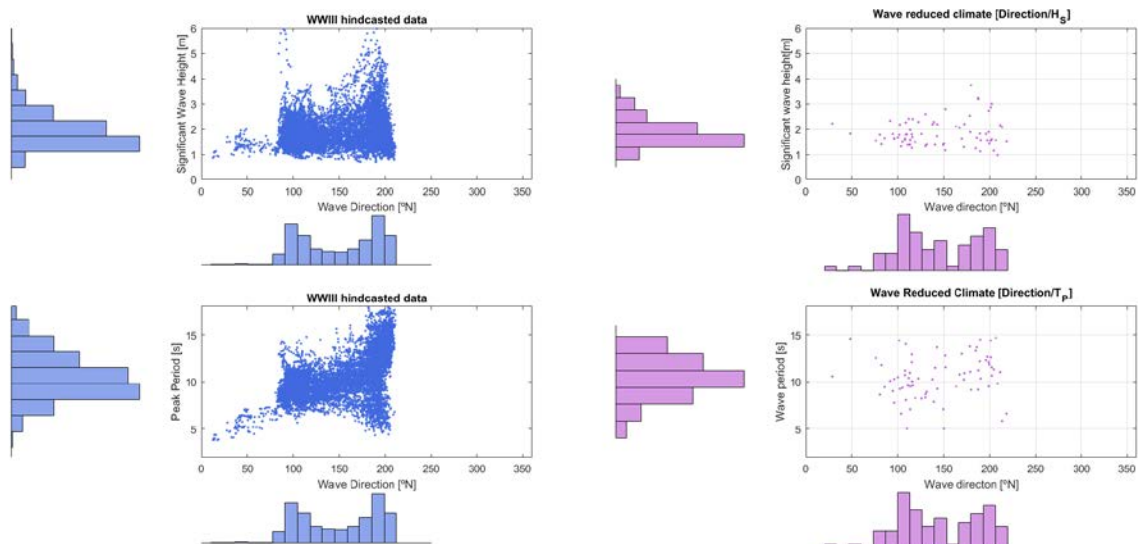 WWIII hindcasted data
Significant Wave Height [m]
6
5
4
3
2
1
0
0 50 100 150 200 250 300 350
Wave Direction [ºN]
Wave reduced climate [Direction/H_S]
Significant wave height[m]
6
5
4
3
2
1
0
0 50 100 150 200 250 300 350
Wave directon [ºN]
WWIII hindcasted data
Peak Period [s]
15
10
5
0 50 100 150 200 250 300 350
Wave Direction [ºN]
Wave Reduced Climate [Direction/T_P]
Wave period [s]
15
10
5
0 50 100 150 200 250 300 350
Wave directon [ºN]